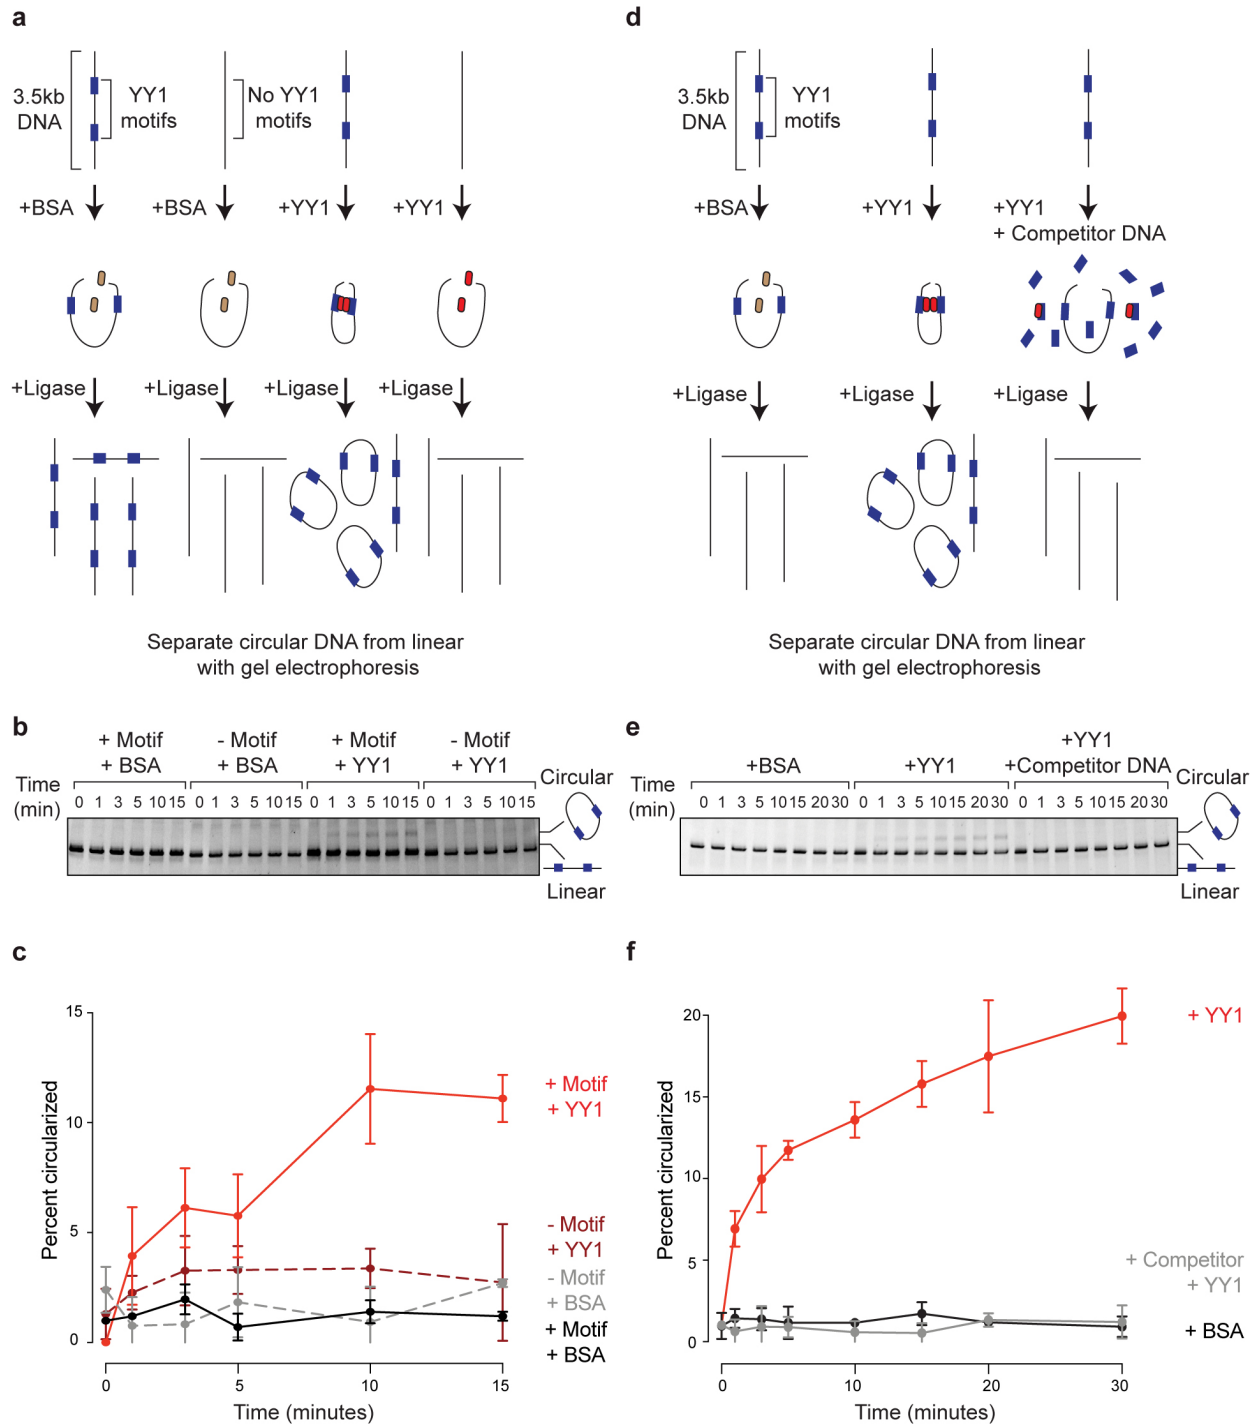 a
3.5kb
DNA
YY1
motifs
No YY1
motifs
+BSA
+BSA
+YY1
+YY1
+Ligase
+Ligase
+Ligase
+Ligase
Separate circular DNA from linear
with gel electrophoresis
b
+ Motif
+ BSA
- Motif
+ BSA
+ Motif
+ YY1
- Motif
+ YY1
Time
(min)
0 1 3 5 10 15 0 1 3 5 10 15 0 1 3 5 10 15 0 1 3 5 10 15
Circular
Linear
c
Percent circularized
15
10
5
0
0 5 10 15
Time (minutes)
+ Motif
+ YY1
- Motif
+ YY1
- Motif
+ BSA
+ Motif
+ BSA
d
3.5kb
DNA
YY1
motifs
+BSA
+YY1
+YY1
+ Competitor DNA
+Ligase
+Ligase
+Ligase
Separate circular DNA from linear
with gel electrophoresis
e
+BSA
+YY1
+YY1
+Competitor DNA
Time
(min)
0 1 3 5 10 15 20 30 0 1 3 5 10 15 20 30 0 1 3 5 10 15 20 30
Circular
Linear
f
Percent circularized
20
15
10
5
0
0 10 20 30
Time (minutes)
+ YY1
+ Competitor
+ YY1
+ BSA